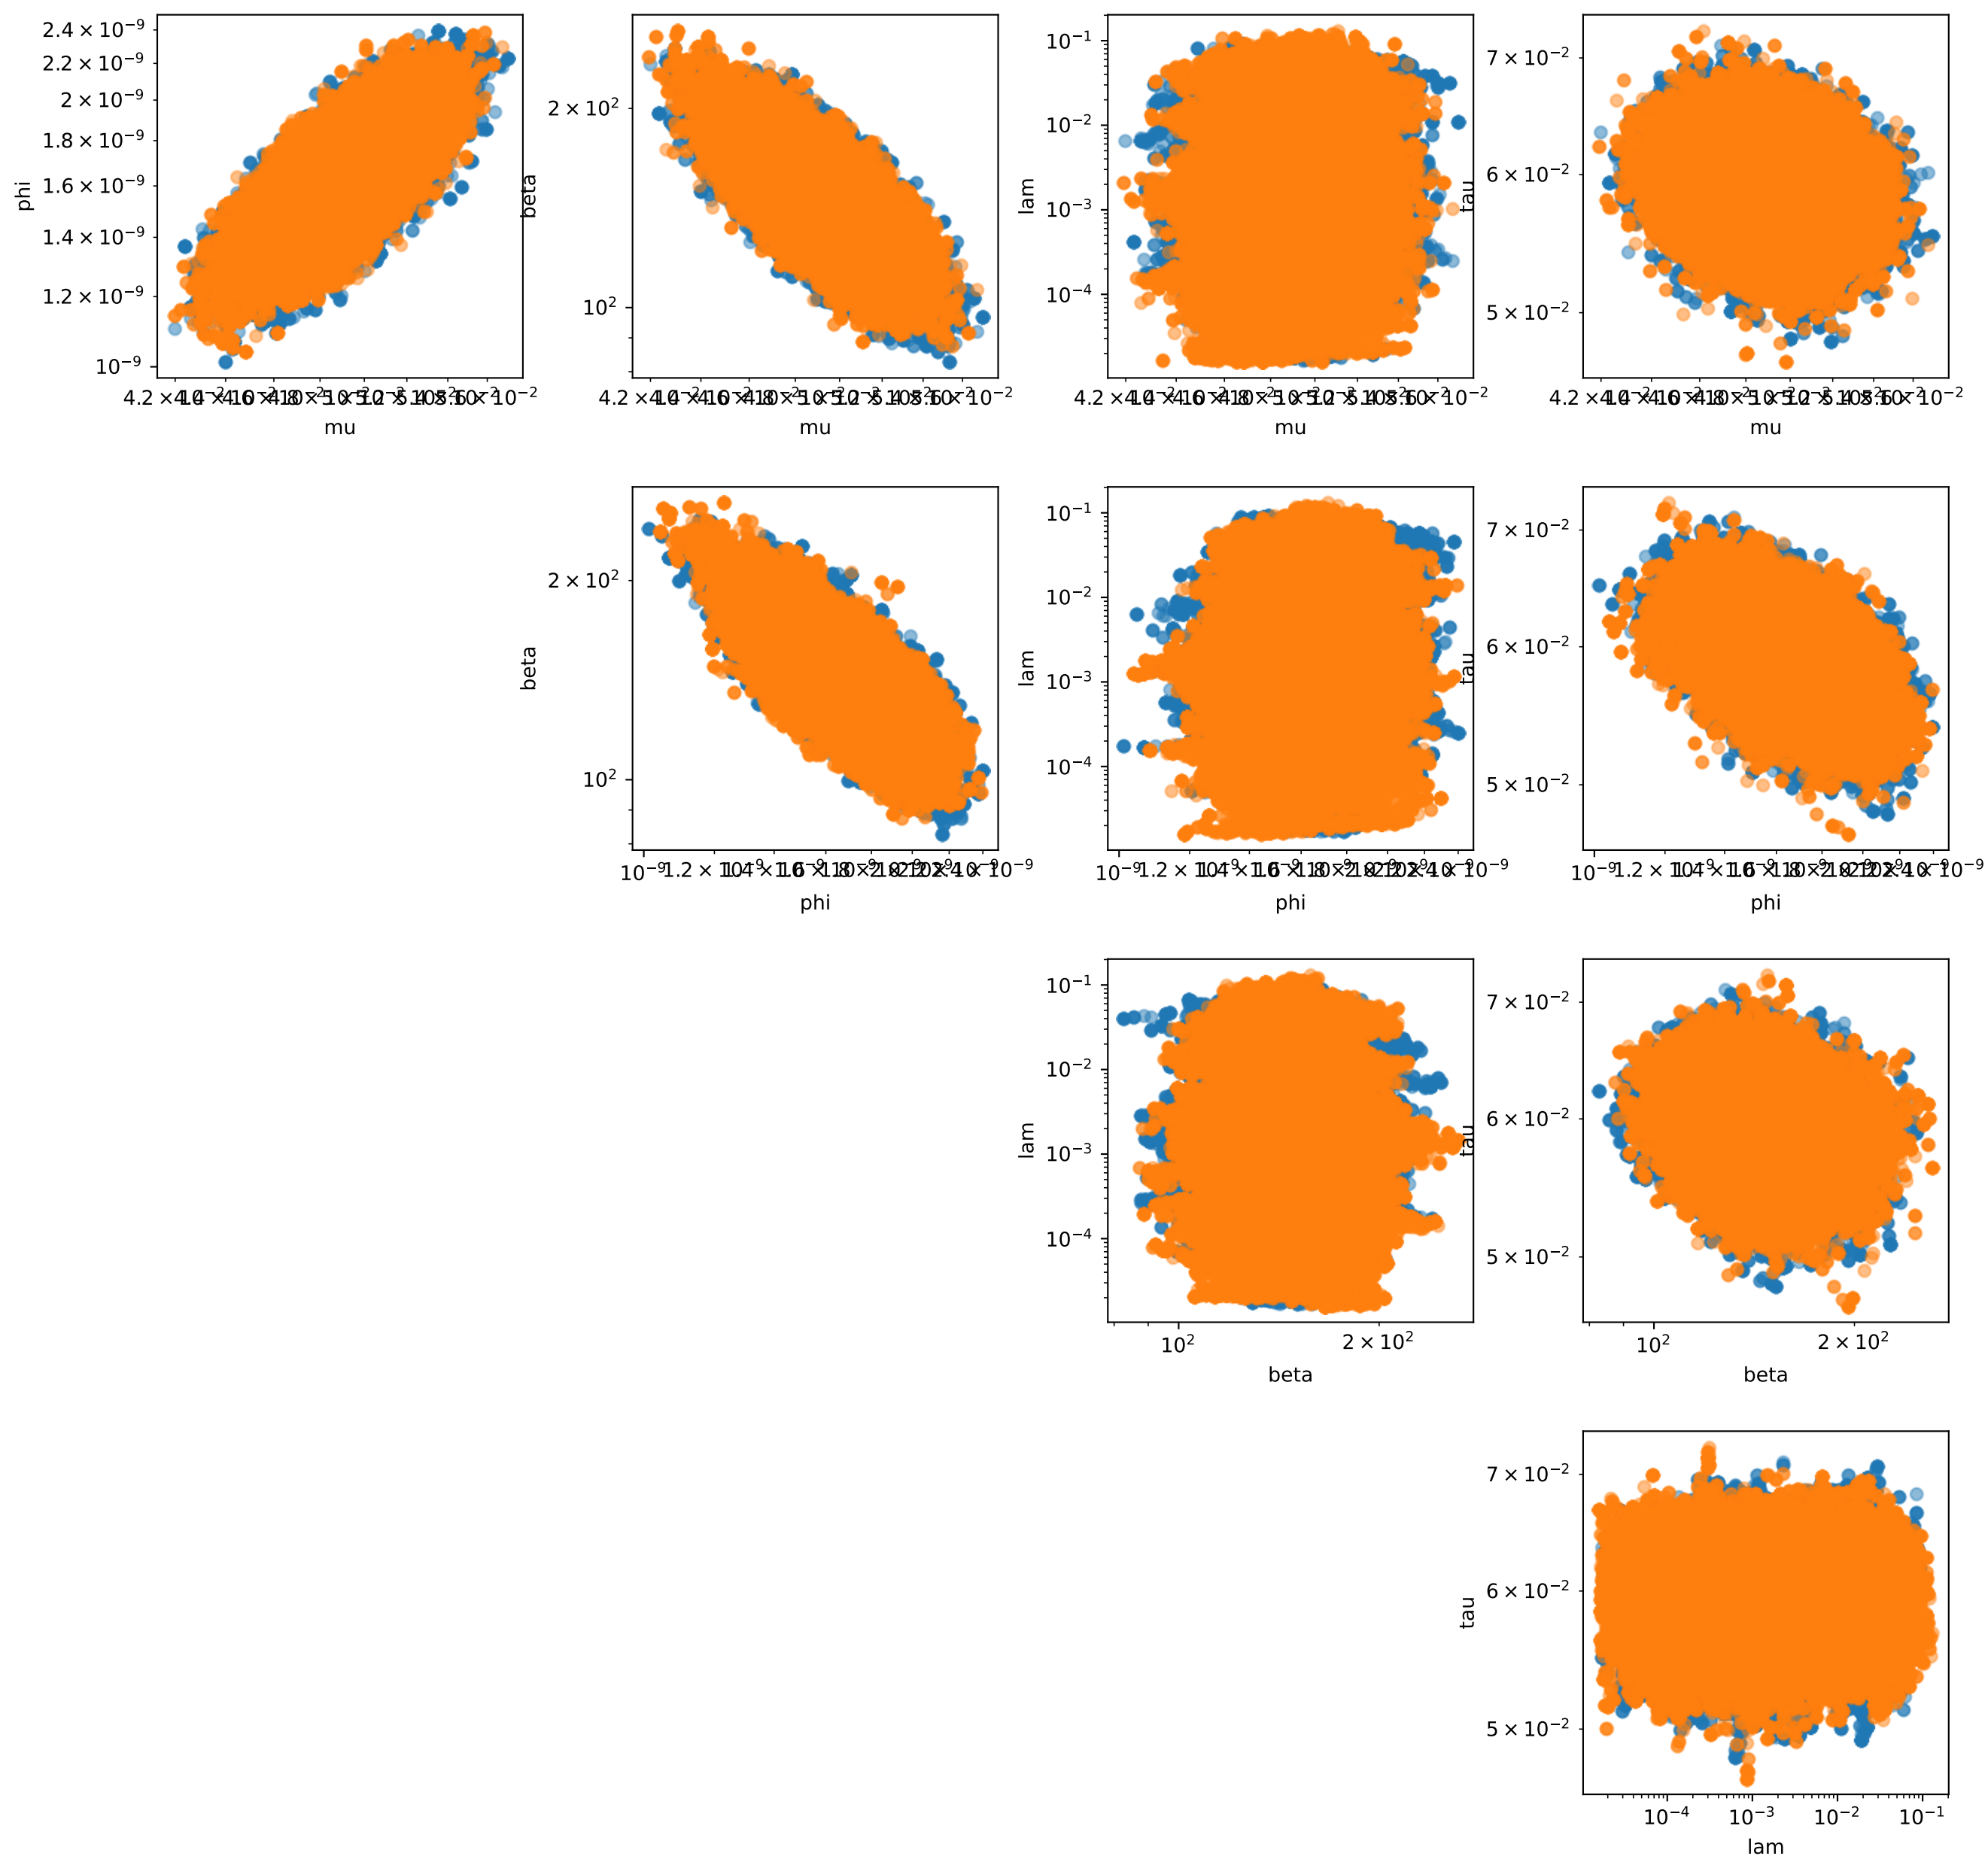 2.4 × 10⁻⁹
2.2 × 10⁻⁹
2 × 10⁻⁹
1.8 × 10⁻⁹
1.6 × 10⁻⁹
1.4 × 10⁻⁹
1.2 × 10⁻⁹
10⁻⁹
phi
mu
2 × 10²
10²
beta
mu
10⁻¹
10⁻²
10⁻³
10⁻⁴
lam
mu
7 × 10⁻²
6 × 10⁻²
5 × 10⁻²
tau
mu
2 × 10²
10²
beta
phi
10⁻¹
10⁻²
10⁻³
10⁻⁴
lam
phi
7 × 10⁻²
6 × 10⁻²
5 × 10⁻²
tau
phi
10⁻¹
10⁻²
10⁻³
10⁻⁴
lam
10² 2 × 10²
beta
7 × 10⁻²
6 × 10⁻²
5 × 10⁻²
tau
10² 2 × 10²
beta
7 × 10⁻²
6 × 10⁻²
5 × 10⁻²
tau
10⁻⁴ 10⁻³ 10⁻² 10⁻¹
lam